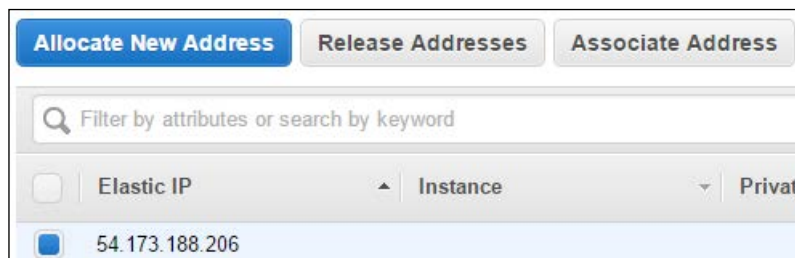 Allocate New Address Release Addresses Associate Address
Filter by attributes or search by keyword
Elastic IP Instance
54.173.188.206